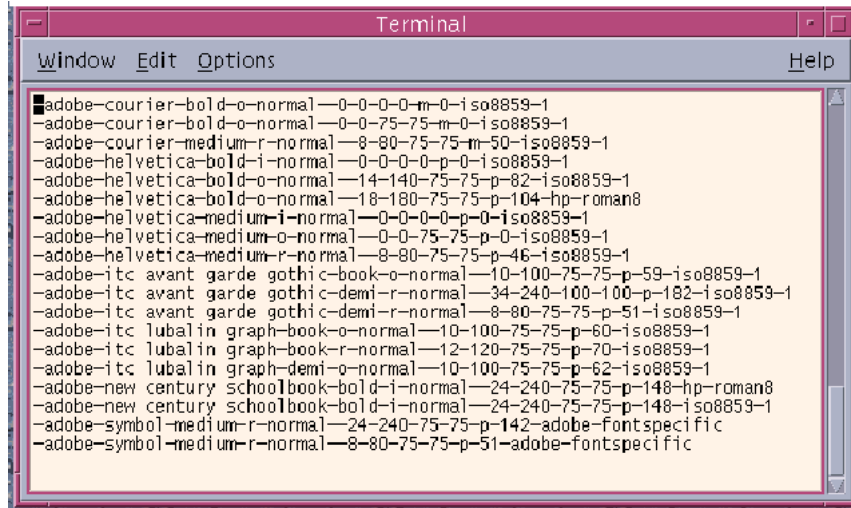 Terminal
Window Edit Options Help
adobe-courier-bold-o-normal--0-0-0-0-m-0-iso8859-1
-adobe-courier-bold-o-normal--0-0-75-75-m-0-iso8859-1
-adobe-courier-medium-r-normal--8-80-75-75-m-50-iso8859-1
-adobe-helvetica-bold-i-normal--0-0-0-0-p-0-iso8859-1
-adobe-helvetica-bold-o-normal--14-140-75-75-p-82-iso8859-1
-adobe-helvetica-bold-o-normal--18-180-75-75-p-104-hp-roman8
-adobe-helvetica-medium-i-normal--0-0-0-0-p-0-iso8859-1
-adobe-helvetica-medium-o-normal--0-0-75-75-p-0-iso8859-1
-adobe-helvetica-medium-r-normal--8-80-75-75-p-46-iso8859-1
-adobe-itc avant garde gothic-book-o-normal--10-100-75-75-p-59-iso8859-1
-adobe-itc avant garde gothic-demi-r-normal--34-240-100-100-p-182-iso8859-1
-adobe-itc avant garde gothic-demi-r-normal--8-80-75-75-p-51-iso8859-1
-adobe-itc lubalin graph-book-o-normal--10-100-75-75-p-60-iso8859-1
-adobe-itc lubalin graph-book-r-normal--12-120-75-75-p-70-iso8859-1
-adobe-itc lubalin graph-demi-o-normal--10-100-75-75-p-62-iso8859-1
-adobe-new century schoolbook-bold-i-normal--24-240-75-75-p-148-hp-roman8
-adobe-new century schoolbook-bold-i-normal--24-240-75-75-p-148-iso8859-1
-adobe-symbol-medium-r-normal--24-240-75-75-p-142-adobe-fontspecific
-adobe-symbol-medium-r-normal--8-80-75-75-p-51-adobe-fontspecific